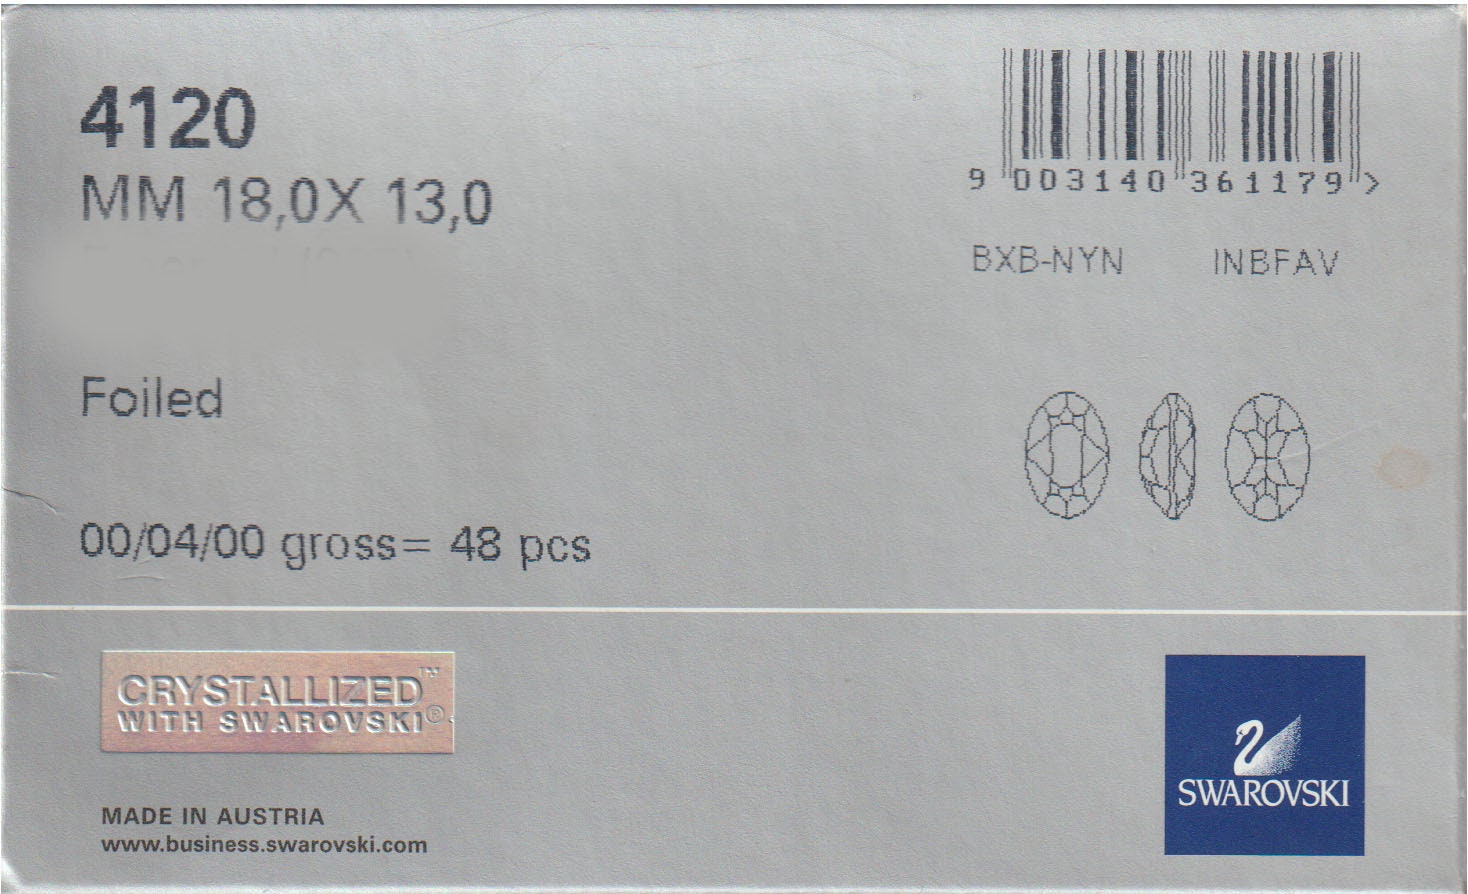 4120
MM 18,0X 13,0
Foiled
00/04/00 gross= 48 pcs
9 003140 361179 >
BXB-NYN INBFAV
CRYSTALLIZED™
WITH SWAROVSKI®
MADE IN AUSTRIA
www.business.swarovski.com
SWAROVSKI